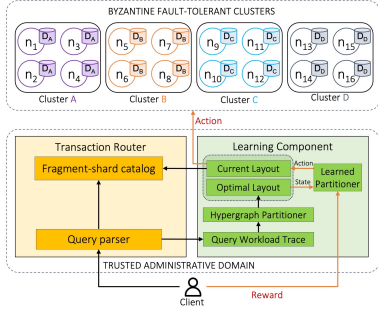 BYZANTINE FAULT-TOLERANT CLUSTERS
n1 DA n3 DA n5 DB n7 DB n9 DC n11 DC n13 DD n15 DD
n2 DA n4 DA n6 DB n8 DB n10 DC n12 DC n14 DD n16 DD
Cluster A Cluster B Cluster C Cluster D
Action
Transaction Router Learning Component
Fragment-shard catalog Current Layout Action Learned
Optimal Layout State Partitioner
Hypergraph Partitioner
Query parser Query Workload Trace
TRUSTED ADMINISTRATIVE DOMAIN
Client Reward